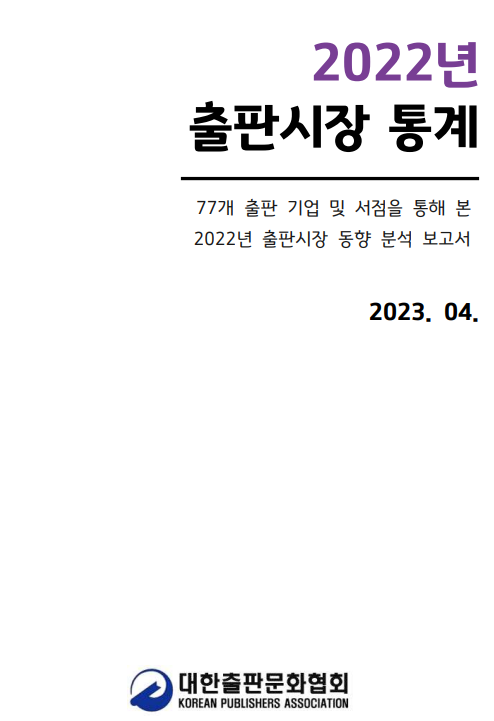 2022년
출판시장 통계
77개 출판 기업 및 서점을 통해 본
2022년 출판시장 동향 분석 보고서
2023. 04.
대한출판문화협회
KOREAN PUBLISHERS ASSOCIATION